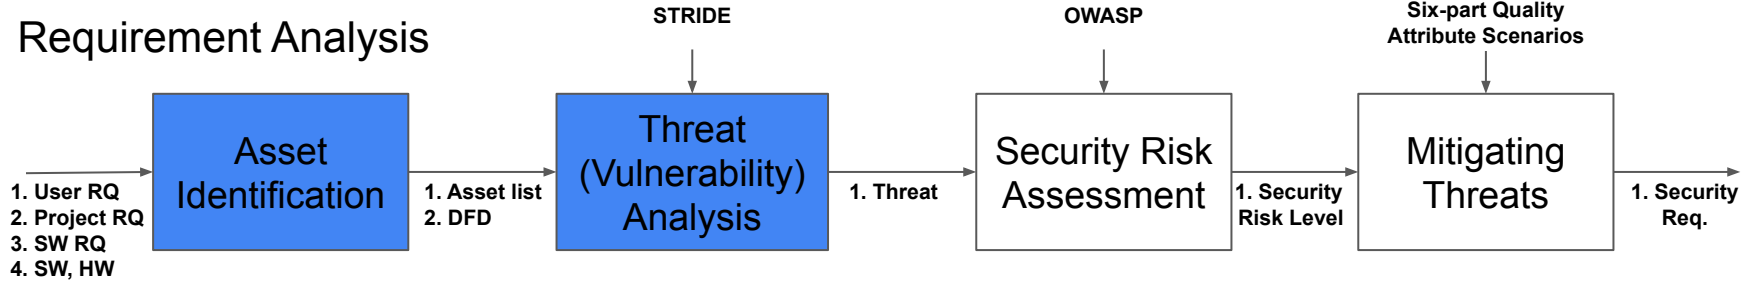 Requirement Analysis
STRIDE
OWASP
Six-part Quality
Attribute Scenarios
Asset
Identification
Threat
(Vulnerability)
Analysis
Security Risk
Assessment
Mitigating
Threats
1. User RQ
2. Project RQ
3. SW RQ
4. SW, HW
1. Asset list
2. DFD
1. Threat
1. Security
Risk Level
1. Security
Req.